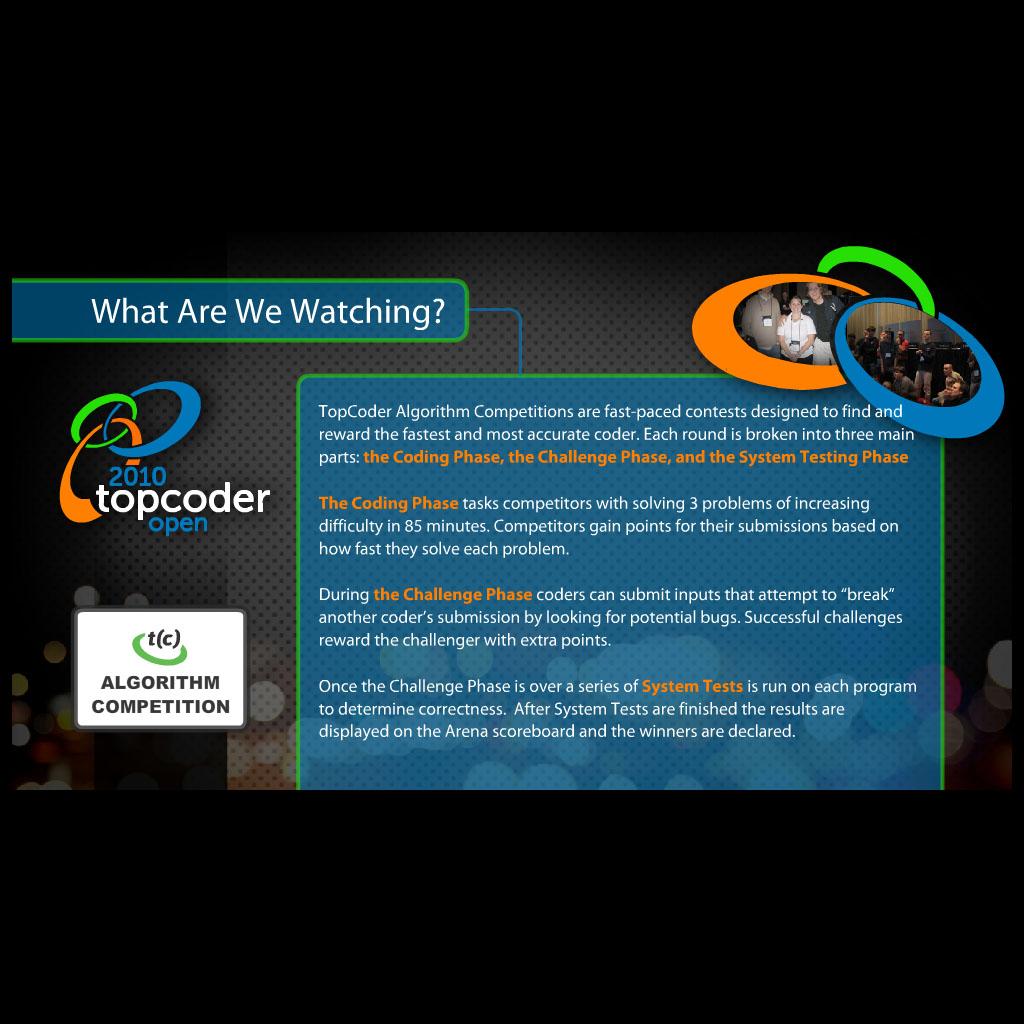 What Are We Watching?
2010
topcoder
open
t(c)
ALGORITHM
COMPETITION
TopCoder Algorithm Competitions are fast-paced contests designed to find and
reward the fastest and most accurate coder. Each round is broken into three main
parts: the Coding Phase, the Challenge Phase, and the System Testing Phase
The Coding Phase tasks competitors with solving 3 problems of increasing
difficulty in 85 minutes. Competitors gain points for their submissions based on
how fast they solve each problem.
During the Challenge Phase coders can submit inputs that attempt to “break”
another coder’s submission by looking for potential bugs. Successful challenges
reward the challenger with extra points.
Once the Challenge Phase is over a series of System Tests is run on each program
to determine correctness.  After System Tests are finished the results are
displayed on the Arena scoreboard and the winners are declared.